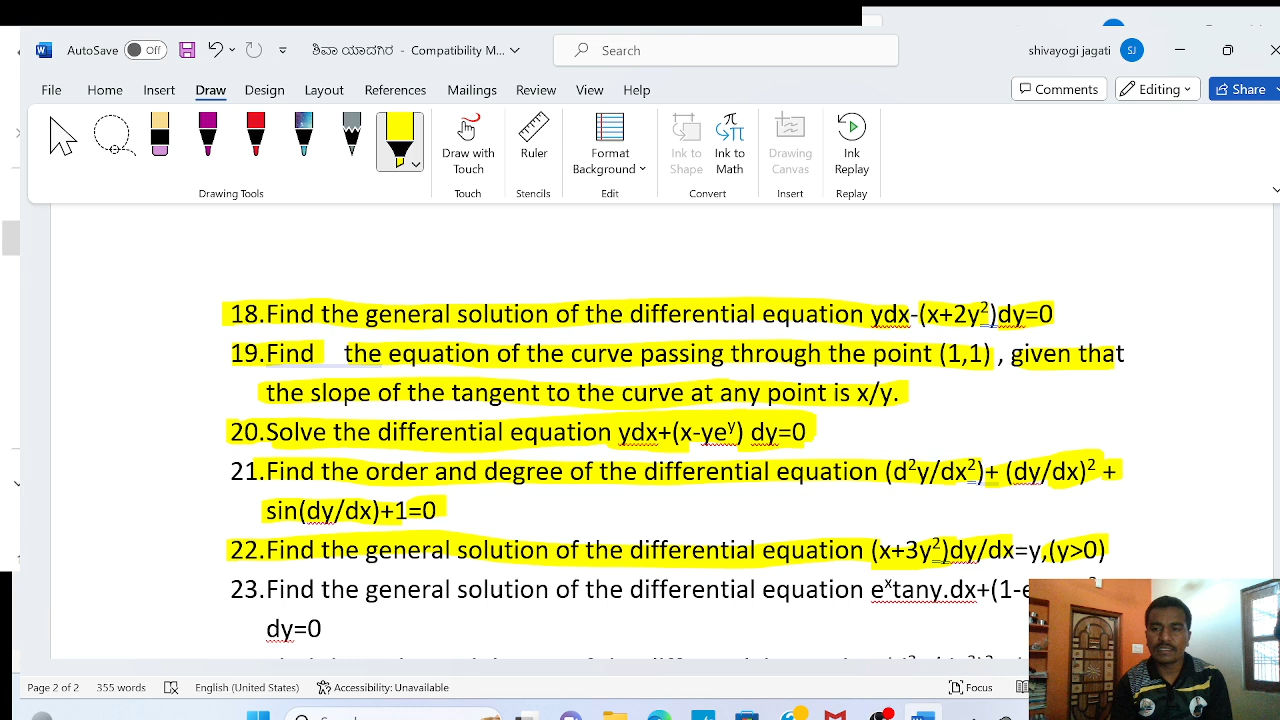 AutoSave Off ಶಿವಾ ಯಾದಗಿರ - Compatibility M... Search shivayogi jagati SJ
File Home Insert Draw Design Layout References Mailings Review View Help Comments Editing Share
Draw with Touch Ruler Format Background Ink to Shape Ink to Math Drawing Canvas Ink Replay
Drawing Tools Touch Stencils Edit Convert Insert Replay
18.Find the general solution of the differential equation ydx-(x+2y²)dy=0
19.Find the equation of the curve passing through the point (1,1) , given that
the slope of the tangent to the curve at any point is x/y.
20.Solve the differential equation ydx+(x-yeʸ) dy=0
21.Find the order and degree of the differential equation (d²y/dx²)+ (dy/dx)² +
sin(dy/dx)+1=0
22.Find the general solution of the differential equation (x+3y²)dy/dx=y,(y>0)
23.Find the general solution of the differential equation eˣtany.dx+(1-e
dy=0
Page 2 of 2 355 words English (United States) Accessibility: Unavailable Focus